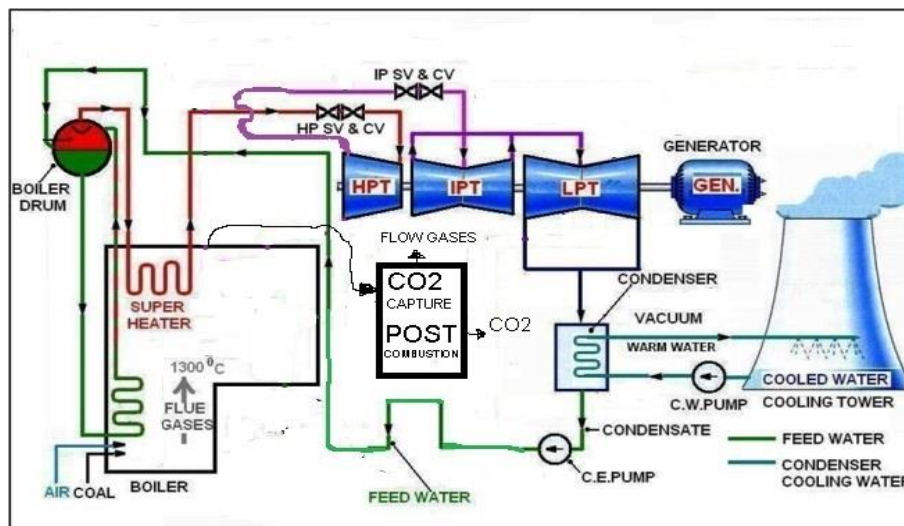 IP SV & CV
HP SV & CV
BOILER
DRUM
HPT
IPT
LPT
GENERATOR
GEN.
FLOW GASES
CO2
CAPTURE
POST
COMBUSTION
CO2
SUPER
HEATER
1300 ⁰C
FLUE
GASES
CONDENSER
VACUUM
WARM WATER
COOLED WATER
C.W.PUMP
COOLING TOWER
CONDENSATE
C.E.PUMP
FEED WATER
AIR
COAL
BOILER
FEED WATER
CONDENSER
COOLING WATER